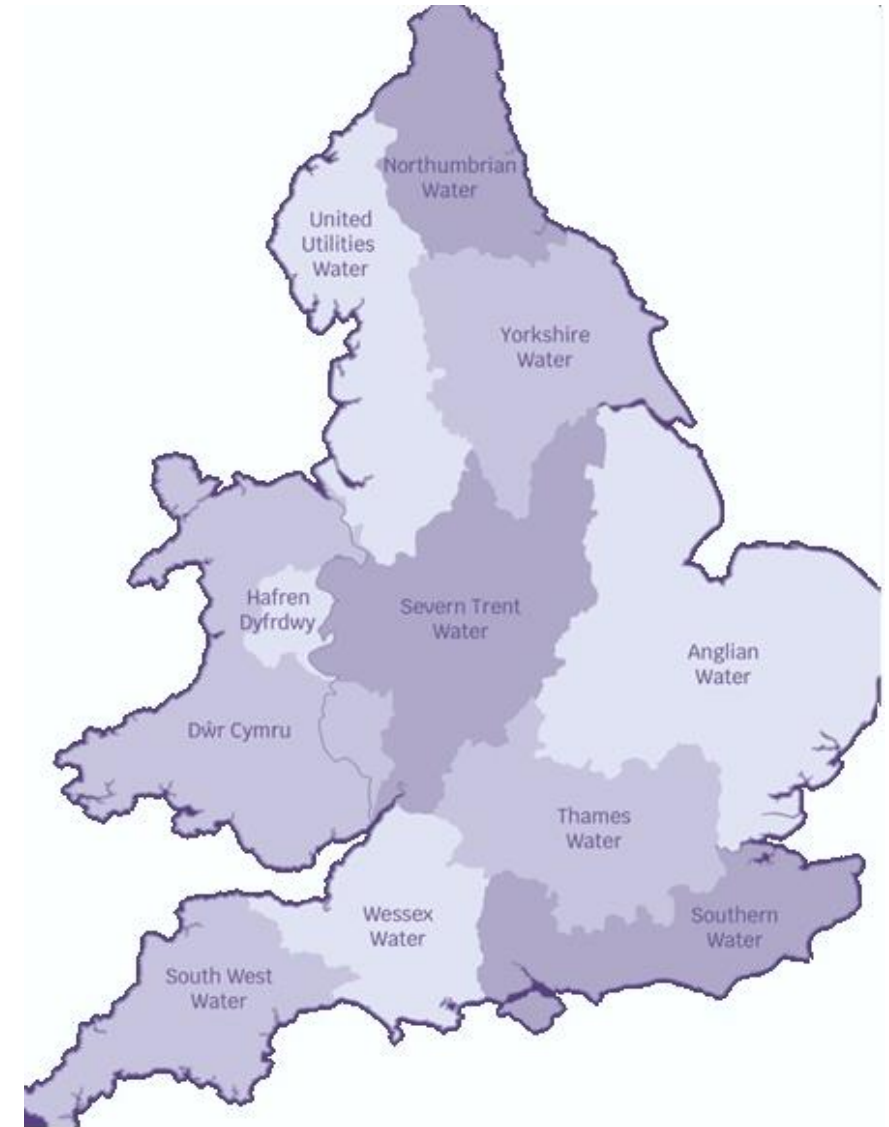 Northumbrian
Water
United
Utilities
Water
Yorkshire
Water
Hafren
Dyfrdwy
Severn Trent
Water
Anglian
Water
Dŵr Cymru
Thames
Water
Wessex
Water
Southern
Water
South West
Water